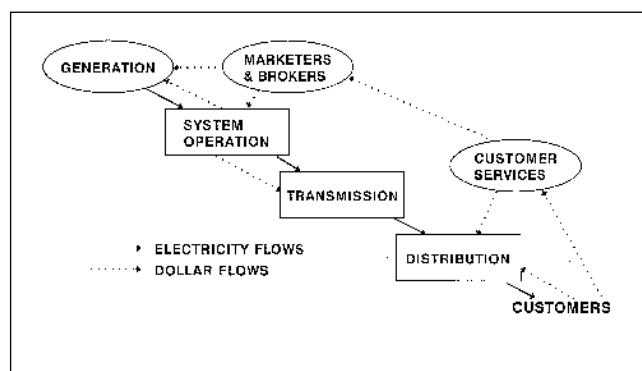 GENERATION
MARKETERS
& BROKERS
SYSTEM
OPERATION
CUSTOMER
SERVICES
TRANSMISSION
ELECTRICITY FLOWS
DISTRIBUTION
DOLLAR FLOWS
CUSTOMERS